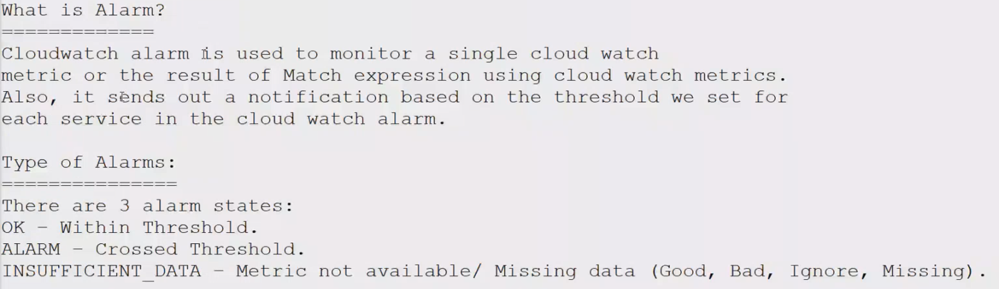 What is Alarm?
=============
Cloudwatch alarm is used to monitor a single cloud watch
metric or the result of Match expression using cloud watch metrics.
Also, it sends out a notification based on the threshold we set for
each service in the cloud watch alarm.
Type of Alarms:
===============
There are 3 alarm states:
OK - Within Threshold.
ALARM - Crossed Threshold.
INSUFFICIENT_DATA - Metric not available/ Missing data (Good, Bad, Ignore, Missing).